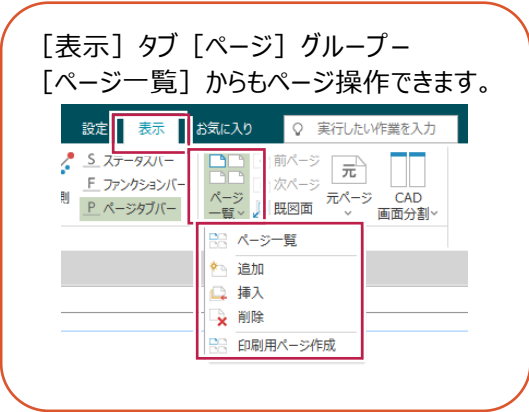 ［表示］タブ［ページ］グループ－
［ページ一覧］からもページ操作できます。
設定 表示 お気に入り 実行したい作業を入力
S ステータスバー
F ファンクションバー
P ページタブバー
割
ページ
一覧
前ページ
次ページ
既図面
元
元ページ
CAD
画面分割
ページ一覧
追加
挿入
削除
印刷用ページ作成